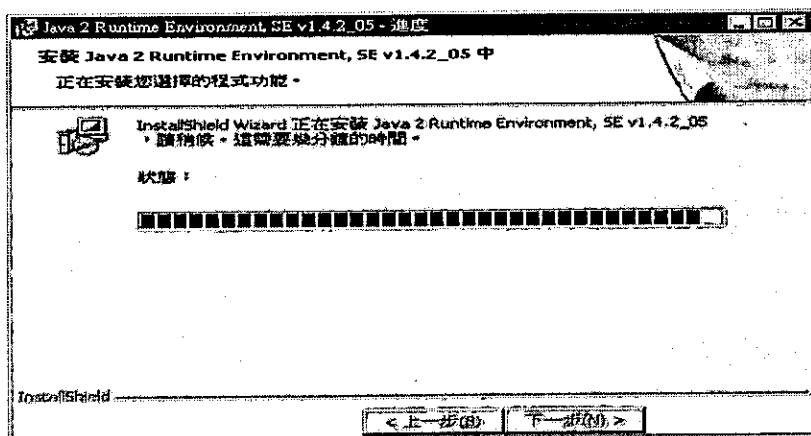 Java 2 Runtime Environment, SE v1.4.2_05 - 進度
安裝 Java 2 Runtime Environment, SE v1.4.2_05 中
正在安裝您選擇的程式功能。
InstallShield Wizard 正在安裝 Java 2 Runtime Environment, SE v1.4.2_05
，請稍候。這需要幾分鐘的時間。
狀態：
InstallShield
< 上一步(B)
下一步(N) >